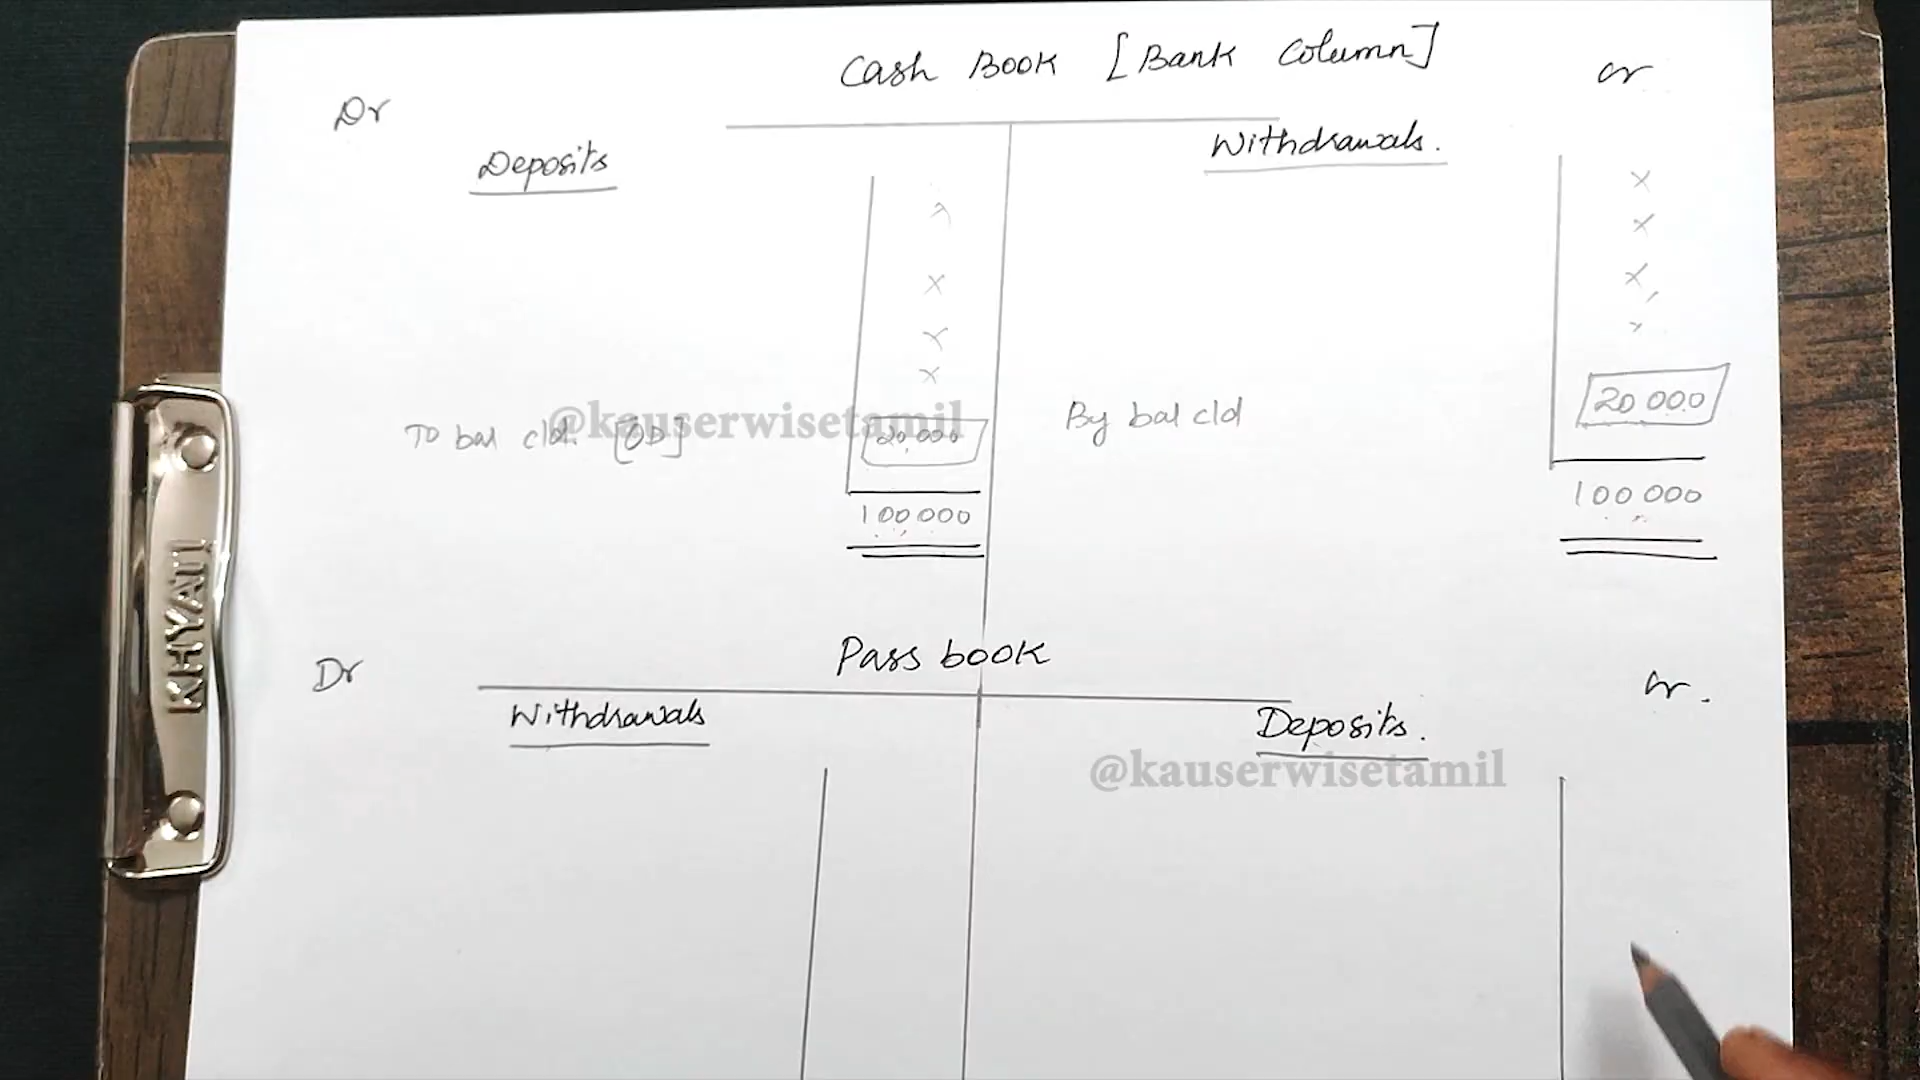 Cash Book [Bank Column]
Dr
cr
Deposits
Withdrawals.
x
x
x
x
x
x
x
x
To bal c/d. [OD]
20 000
By bal c/d
20 000
@kauserwisetamil
100 000
100 000
KHYATI
Pass book
Dr
cr.
Withdrawals
Deposits.
@kauserwisetamil